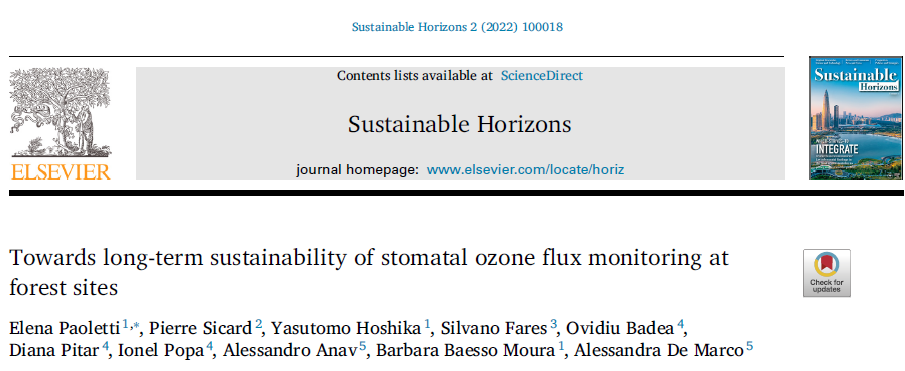 Sustainable Horizons 2 (2022) 100018
Contents lists available at ScienceDirect
Sustainable Horizons
journal homepage: www.elsevier.com/locate/horiz
ELSEVIER
Sustainable
Horizons
INTEGRATE
Towards long-term sustainability of stomatal ozone flux monitoring at
forest sites
Check for
updates
Elena Paoletti 1,*, Pierre Sicard 2, Yasutomo Hoshika 1, Silvano Fares 3, Ovidiu Badea 4,
Diana Pitar 4, Ionel Popa 4, Alessandro Anav 5, Barbara Baesso Moura 1, Alessandra De Marco 5